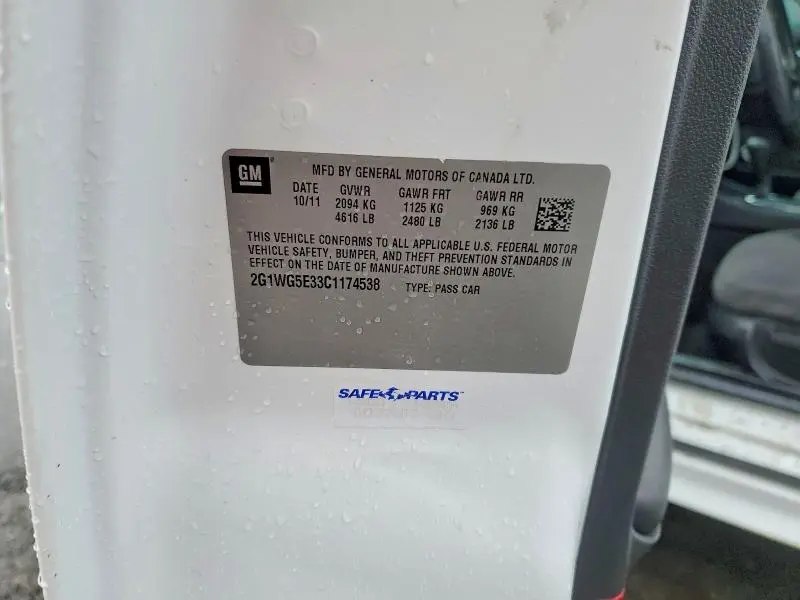 GM
MFD BY GENERAL MOTORS OF CANADA LTD.
DATE GVWR GAWR FRT GAWR RR
10/11 2094 KG 1125 KG 969 KG
4616 LB 2480 LB 2136 LB
THIS VEHICLE CONFORMS TO ALL APPLICABLE U.S. FEDERAL MOTOR
VEHICLE SAFETY, BUMPER, AND THEFT PREVENTION STANDARDS IN
EFFECT ON THE DATE OF MANUFACTURE SHOWN ABOVE.
2G1WG5E33C1174538 TYPE: PASS CAR
SAFE PARTS